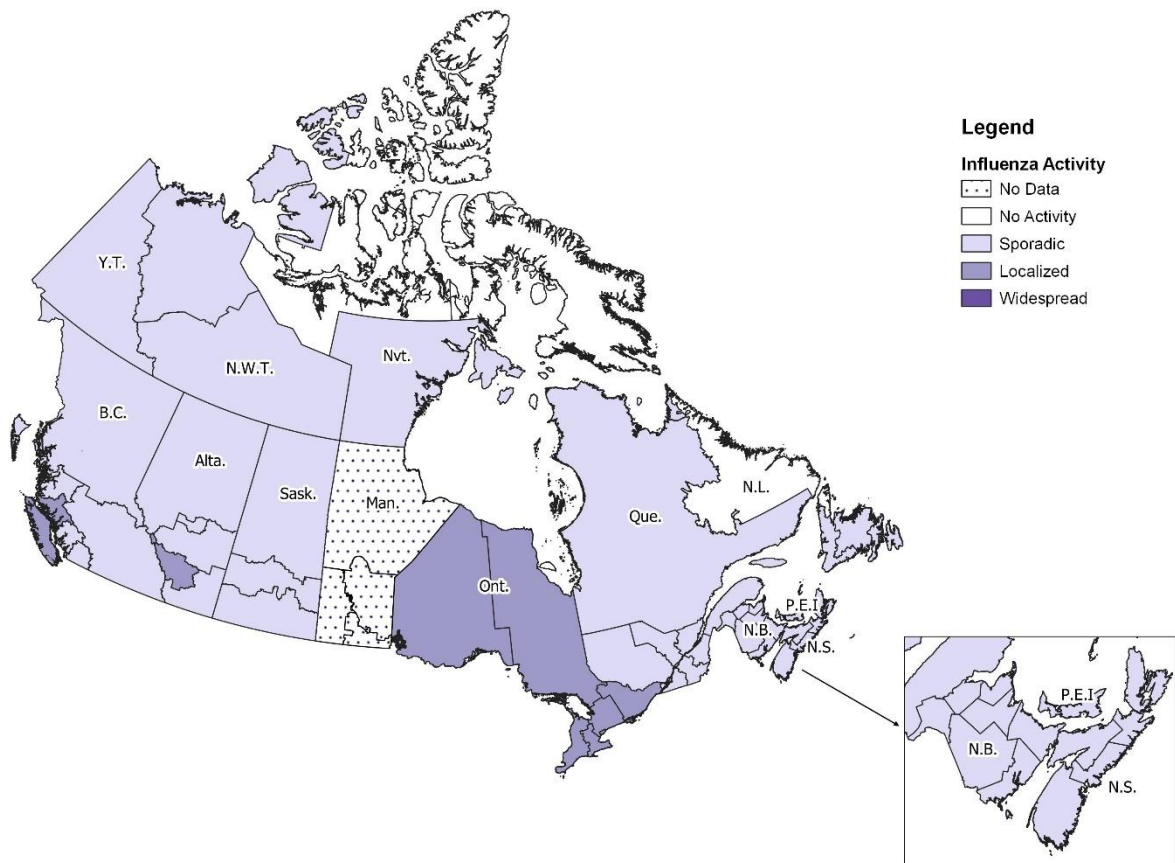 Legend
Influenza Activity
No Data
No Activity
Sporadic
Localized
Widespread
Y.T.
N.W.T.
Nvt.
B.C.
Alta.
Sask.
Man.
Ont.
Que.
N.L.
P.E.I
N.B.
N.S.
P.E.I
N.B.
N.S.